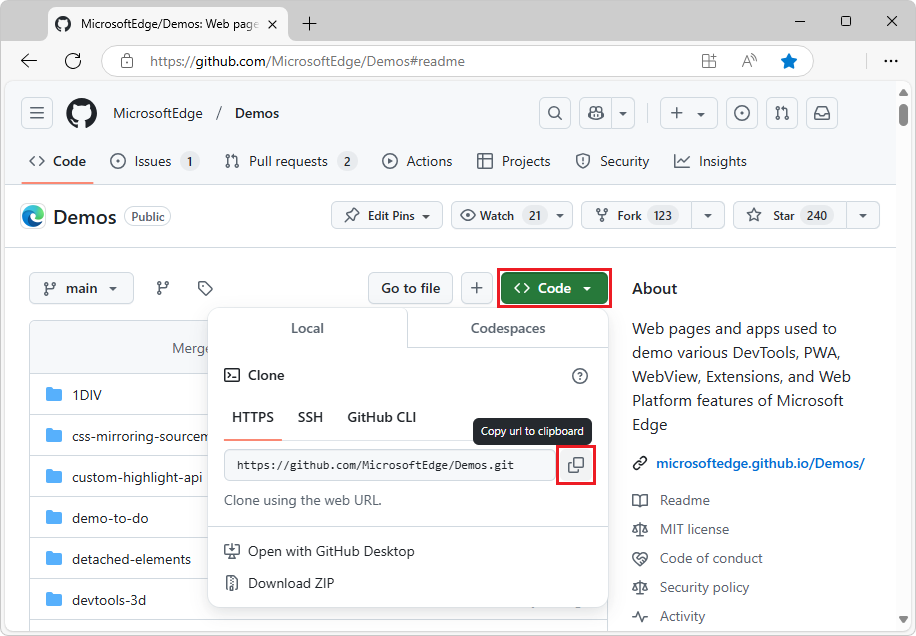 MicrosoftEdge/Demos: Web page
https://github.com/MicrosoftEdge/Demos#readme
MicrosoftEdge / Demos
Code
Issues 1
Pull requests 2
Actions
Projects
Security
Insights
Demos Public
Edit Pins
Watch 21
Fork 123
Star 240
main
Go to file
Code
Merge
1DIV
css-mirroring-sourcem
custom-highlight-api
demo-to-do
detached-elements
devtools-3d
Local
Codespaces
Clone
HTTPS
SSH
GitHub CLI
Copy url to clipboard
https://github.com/MicrosoftEdge/Demos.git
Clone using the web URL.
Open with GitHub Desktop
Download ZIP
About
Web pages and apps used to
demo various DevTools, PWA,
WebView, Extensions, and Web
Platform features of Microsoft
Edge
microsoftedge.github.io/Demos/
Readme
MIT license
Code of conduct
Security policy
Activity